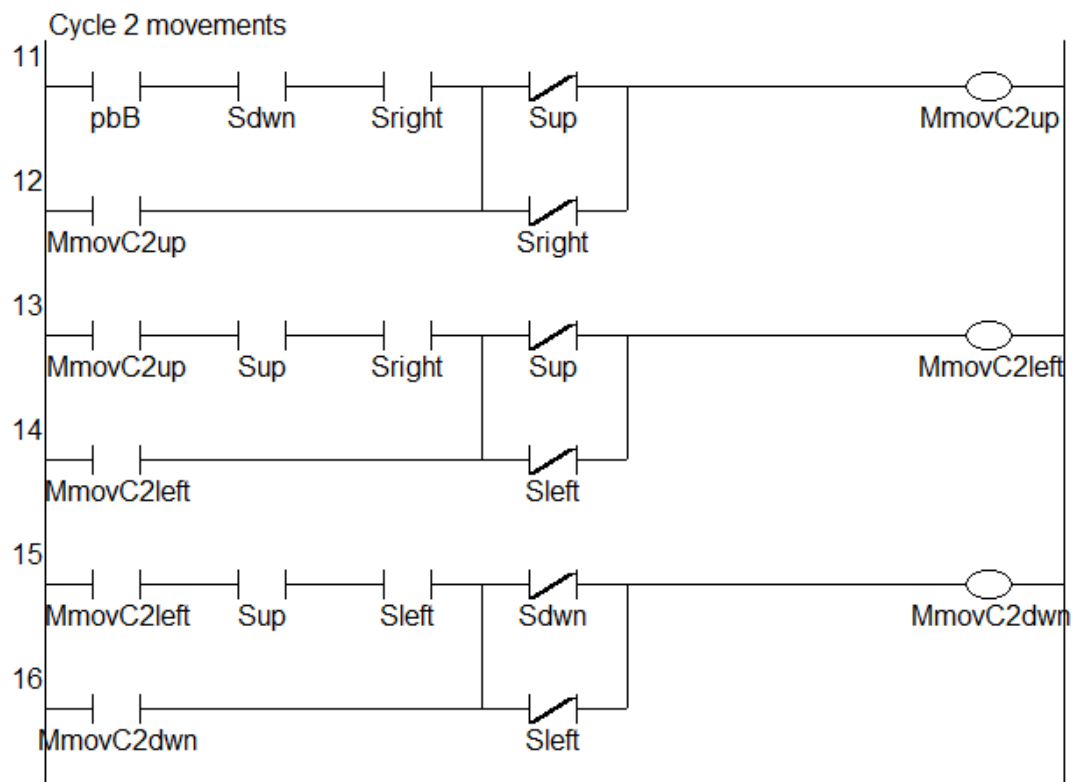 Cycle 2 movements
11
pbB Sdwn Sright Sup MmovC2up
12
MmovC2up Sright
13
MmovC2up Sup Sright Sup MmovC2left
14
MmovC2left Sleft
15
MmovC2left Sup Sleft Sdwn MmovC2dwn
16
MmovC2dwn Sleft